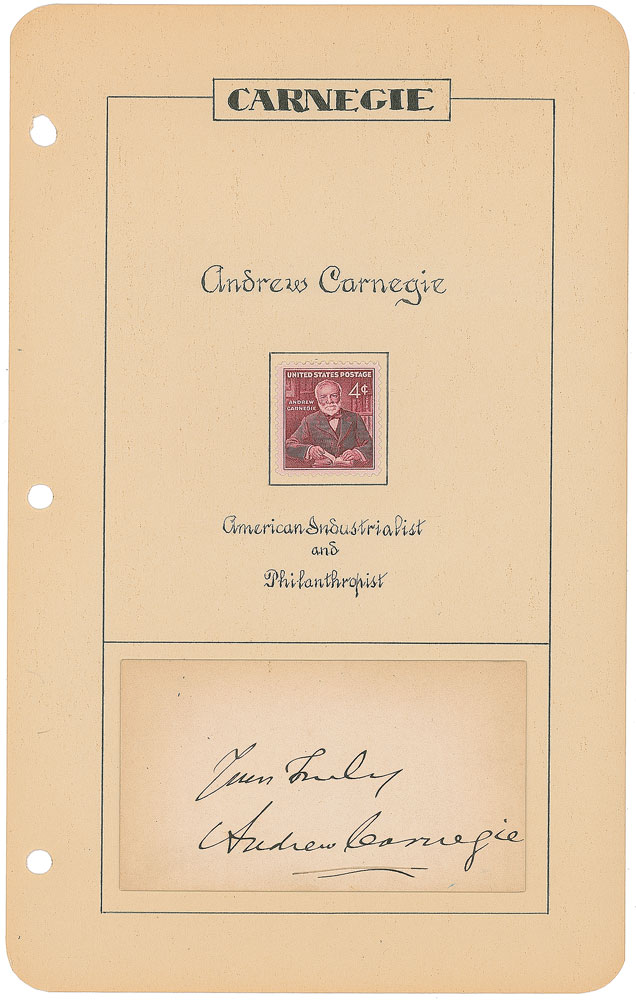 CARNEGIE
Andrew Carnegie
UNITED STATES POSTAGE
4¢
ANDREW
CARNEGIE
American Industrialist
and
Philanthropist
Yours Truly
Andrew Carnegie